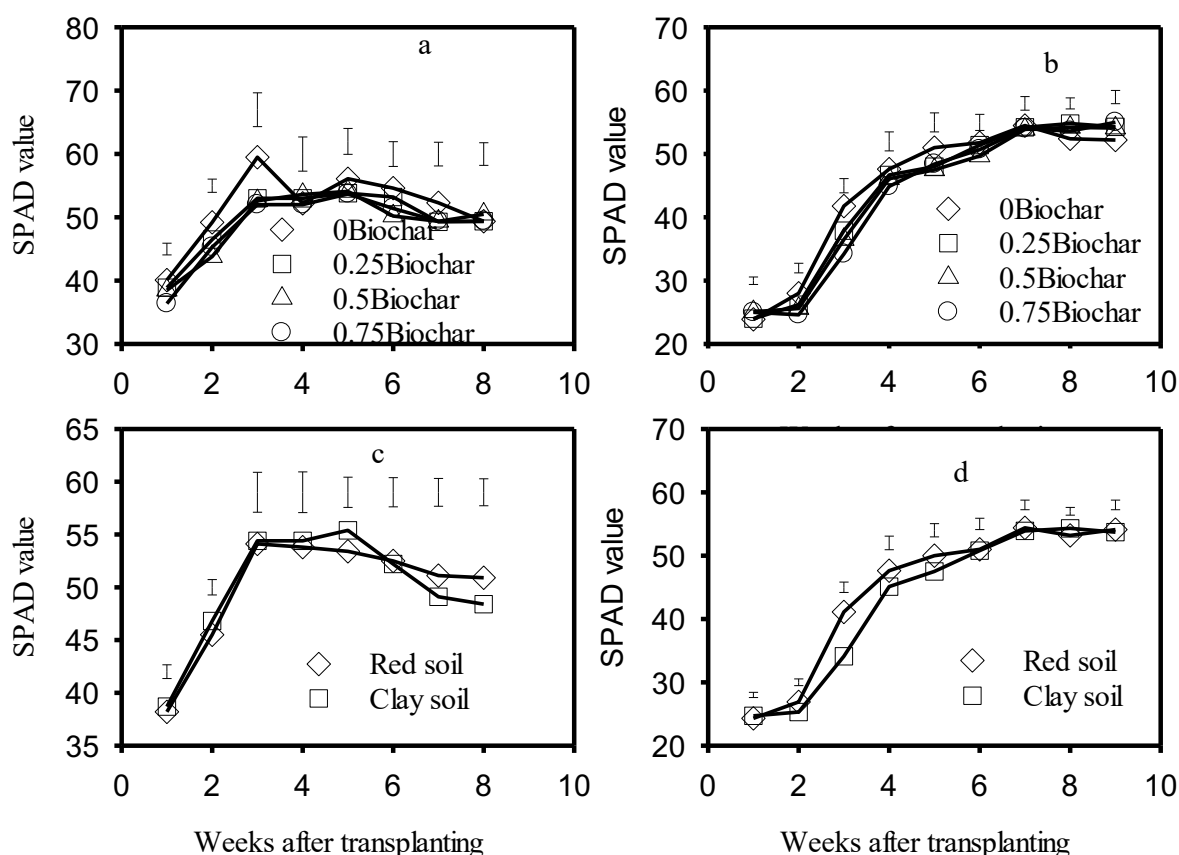 80
70
60
50
40
30
SPAD value
a
0Biochar
0.25Biochar
0.5Biochar
0.75Biochar
0 2 4 6 8 10
70
60
50
40
30
20
SPAD value
b
0Biochar
0.25Biochar
0.5Biochar
0.75Biochar
0 2 4 6 8 10
65
60
55
50
45
40
35
SPAD value
c
Red soil
Clay soil
0 2 4 6 8 10
Weeks after transplanting
70
60
50
40
30
20
SPAD value
d
Red soil
Clay soil
0 2 4 6 8 10
Weeks after transplanting